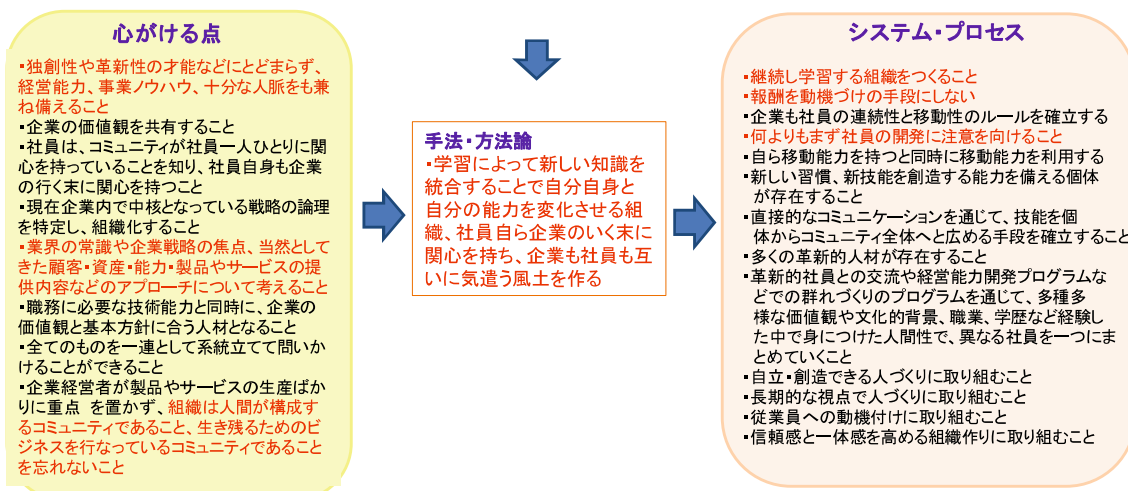 心がける点
・独創性や革新性の才能などにとどまらず、
経営能力、事業ノウハウ、十分な人脈をも兼
ね備えること
・企業の価値観を共有すること
・社員は、コミュニティが社員一人ひとりに関
心を持っていることを知り、社員自身も企業
の行く末に関心を持つこと
・現在企業内で中核となっている戦略の論理
を特定し、組織化すること
・業界の常識や企業戦略の焦点、当然として
きた顧客・資産・能力・製品やサービスの提
供内容などのアプローチについて考えること
・職務に必要な技術能力と同時に、企業の
価値観と基本方針に合う人材となること
・全てのものを一連として系統立てて問いか
けることができること
・企業経営者が製品やサービスの生産ばか
りに重点 を置かず、組織は人間が構成す
るコミュニティであること、生き残るためのビ
ジネスを行なっているコミュニティであること
を忘れないこと
手法・方法論
・学習によって新しい知識を
統合することで自分自身と
自分の能力を変化させる組
織、社員自ら企業のいく末に
関心を持ち、企業も社員も互
いに気遣う風土を作る
システム・プロセス
・継続し学習する組織をつくること
・報酬を動機づけの手段にしない
・企業も社員の連続性と移動性のルールを確立する
・何よりもまず社員の開発に注意を向けること
・自ら移動能力を持つと同時に移動能力を利用する
・新しい習慣、新技能を創造する能力を備える個体
が存在すること
・直接的なコミュニケーションを通じて、技能を個
体からコミュニティ全体へと広める手段を確立すること
・多くの革新的人材が存在すること
・革新的社員との交流や経営能力開発プログラムな
どでの群れづくりのプログラムを通じて、多種多
様な価値観や文化的背景、職業、学歴など経験し
た中で身につけた人間性で、異なる社員を一つにま
とめていくこと
・自立・創造できる人づくりに取り組むこと
・長期的な視点で人づくりに取り組むこと
・従業員への動機付けに取り組むこと
・信頼感と一体感を高める組織作りに取り組むこと